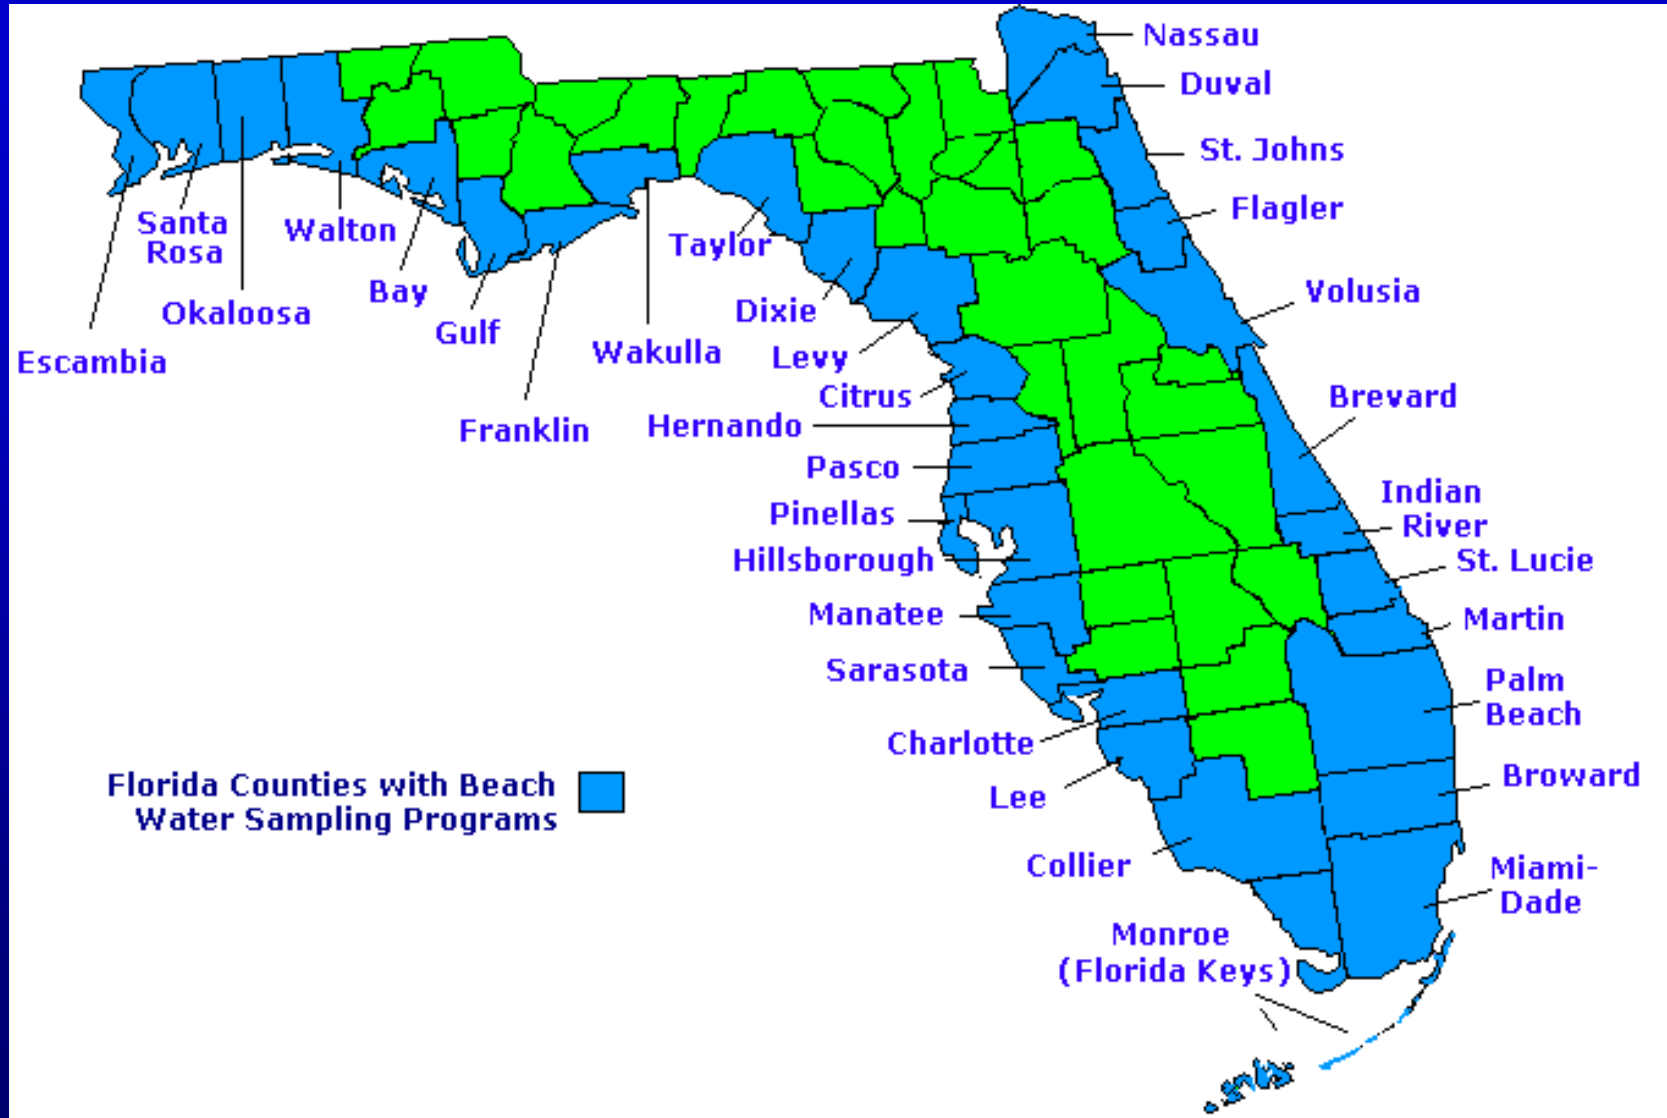 Nassau
Duval
St. Johns
Flagler
Volusia
Brevard
Indian
River
St. Lucie
Martin
Palm
Beach
Broward
Miami-
Dade
Monroe
(Florida Keys)
Collier
Lee
Charlotte
Sarasota
Manatee
Hillsborough
Pinellas
Pasco
Hernando
Citrus
Levy
Dixie
Taylor
Wakulla
Franklin
Gulf
Bay
Walton
Okaloosa
Santa
Rosa
Escambia
Florida Counties with Beach
Water Sampling Programs